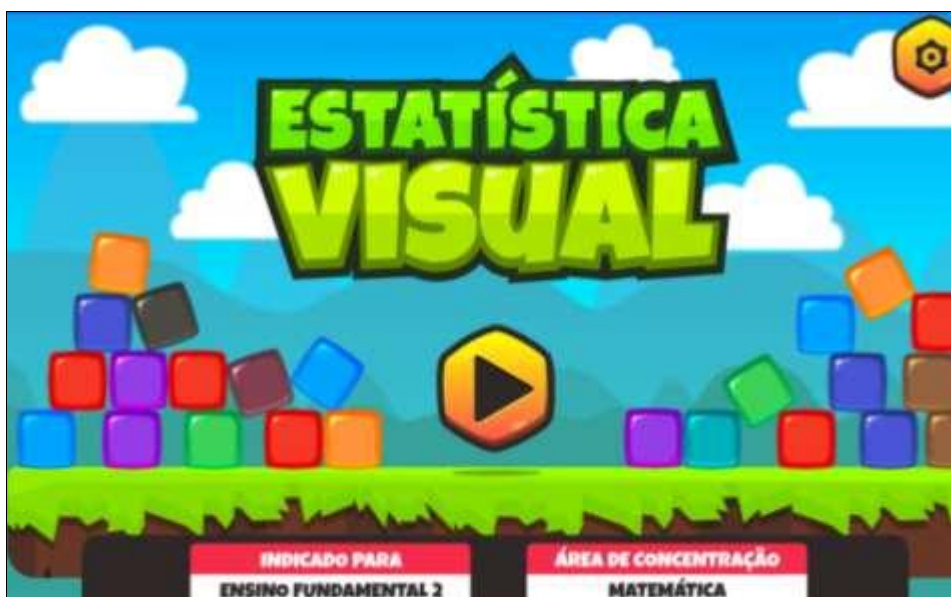 ESTATÍSTICA
VISUAL
INDICADO PARA
ENSINO FUNDAMENTAL 2
ÁREA DE CONCENTRAÇÃO
MATEMÁTICA